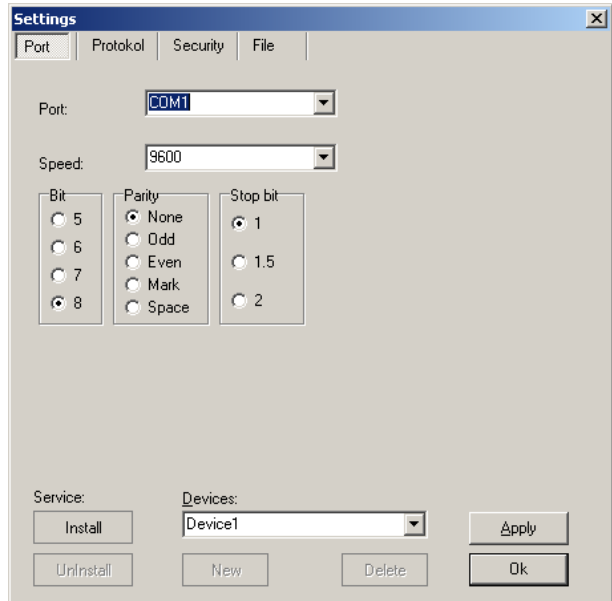 Settings
Port Protokol Security File
Port: COM1
Speed: 9600
Bit Parity Stop bit
5 None 1
6 Odd 1.5
7 Even 2
8 Mark
Space
Service: Devices:
Install Device1 Apply
UnInstall New Delete Ok